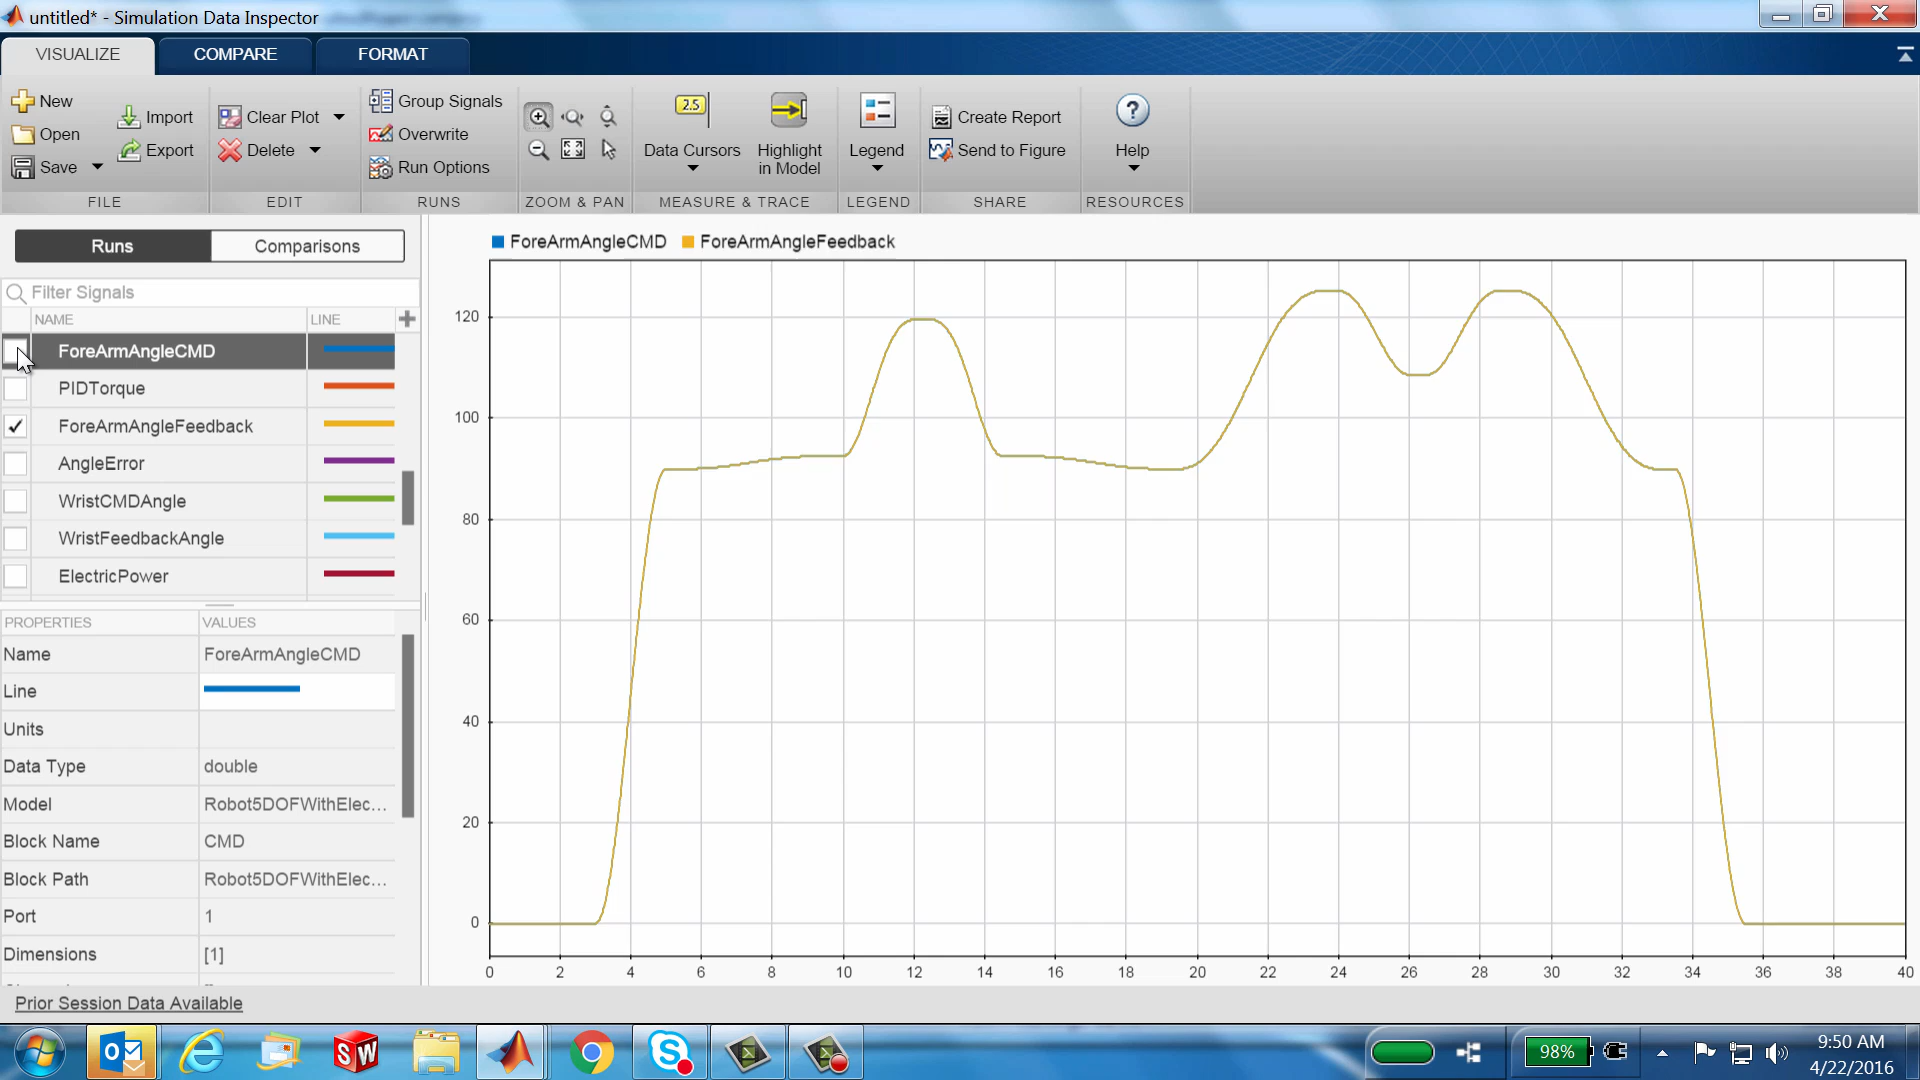 untitled* - Simulation Data Inspector
VISUALIZE
COMPARE
FORMAT
New
Open
Save
Import
Export
FILE
Clear Plot
Delete
EDIT
Group Signals
Overwrite
Run Options
RUNS
ZOOM & PAN
2.5
Data Cursors
Highlight
in Model
MEASURE & TRACE
Legend
LEGEND
Create Report
Send to Figure
SHARE
?
Help
RESOURCES
Runs
Comparisons
Filter Signals
NAME
LINE
ForeArmAngleCMD
PIDTorque
ForeArmAngleFeedback
AngleError
WristCMDAngle
WristFeedbackAngle
ElectricPower
PROPERTIES
VALUES
Name
ForeArmAngleCMD
Line
Units
Data Type
double
Model
Robot5DOFWithElec...
Block Name
CMD
Block Path
Robot5DOFWithElec...
Port
1
Dimensions
[1]
Prior Session Data Available
ForeArmAngleCMD
ForeArmAngleFeedback
120
100
80
60
40
20
0
0 2 4 6 8 10 12 14 16 18 20 22 24 26 28 30 32 34 36 38 40
98%
9:50 AM
4/22/2016